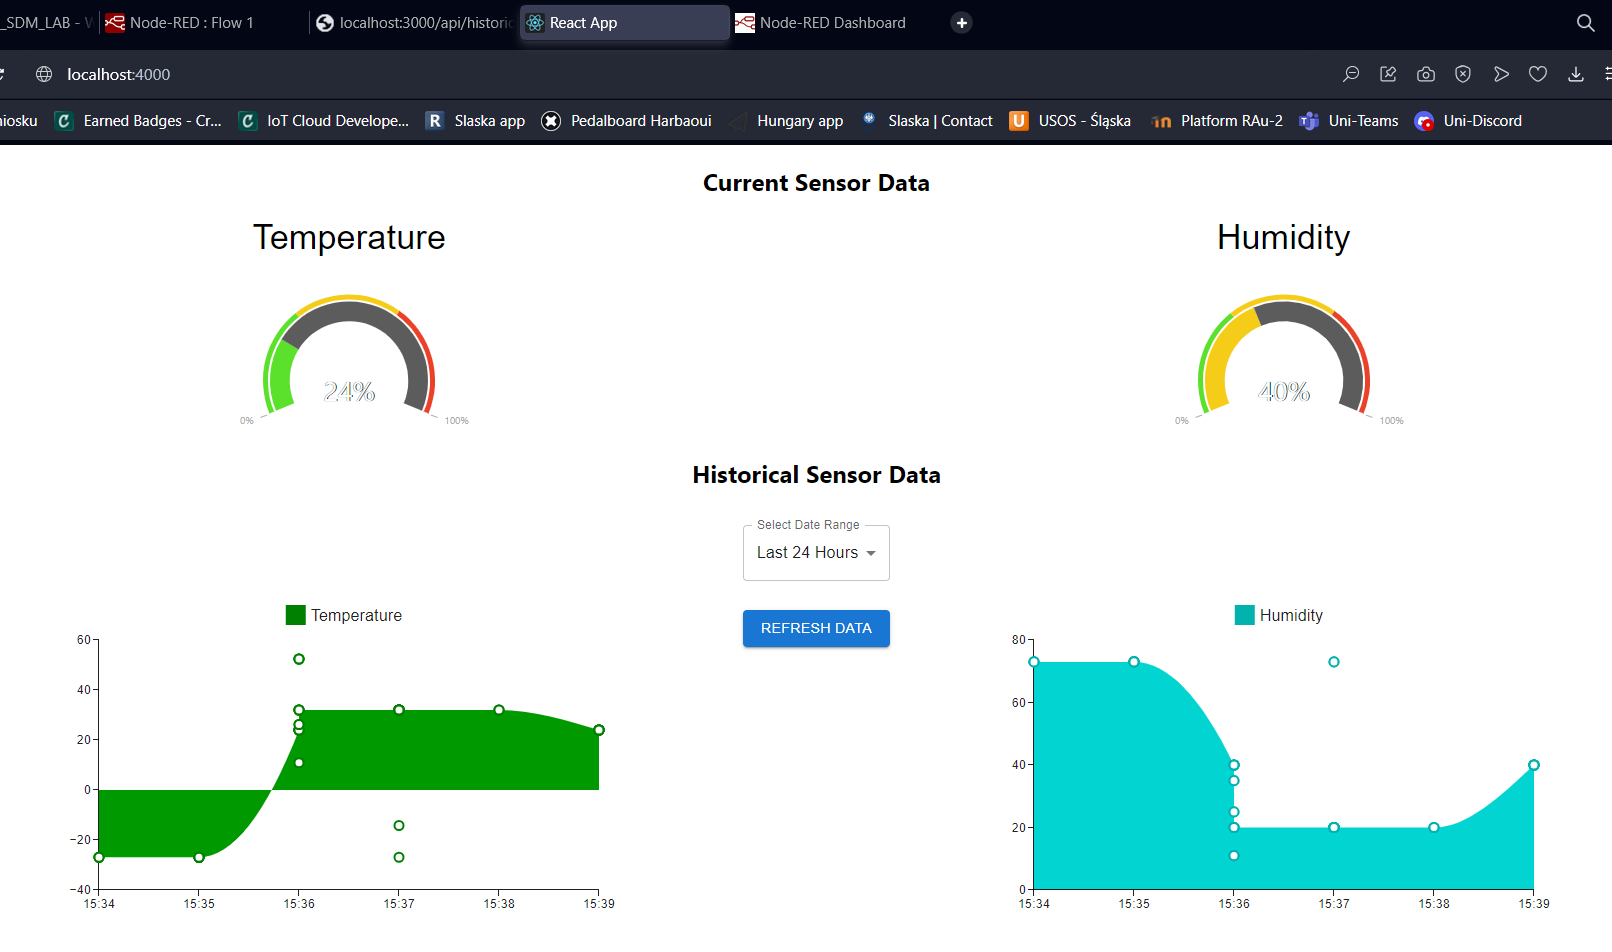 _SDM_LAB - W
Node-RED : Flow 1
localhost:3000/api/historic
React App
Node-RED Dashboard
localhost:4000
niosku
Earned Badges - Cr...
IoT Cloud Develope...
R
Slaska app
Pedalboard Harbaoui
Hungary app
Slaska | Contact
U
USOS - Śląska
Platform RAu-2
Uni-Teams
Uni-Discord
Current Sensor Data
Temperature
Humidity
24%
0%
100%
40%
0%
100%
Historical Sensor Data
Select Date Range
Last 24 Hours
REFRESH DATA
Temperature
60
40
20
0
−20
−40
15:34 15:35 15:36 15:37 15:38 15:39
Humidity
80
60
40
20
0
15:34 15:35 15:36 15:37 15:38 15:39